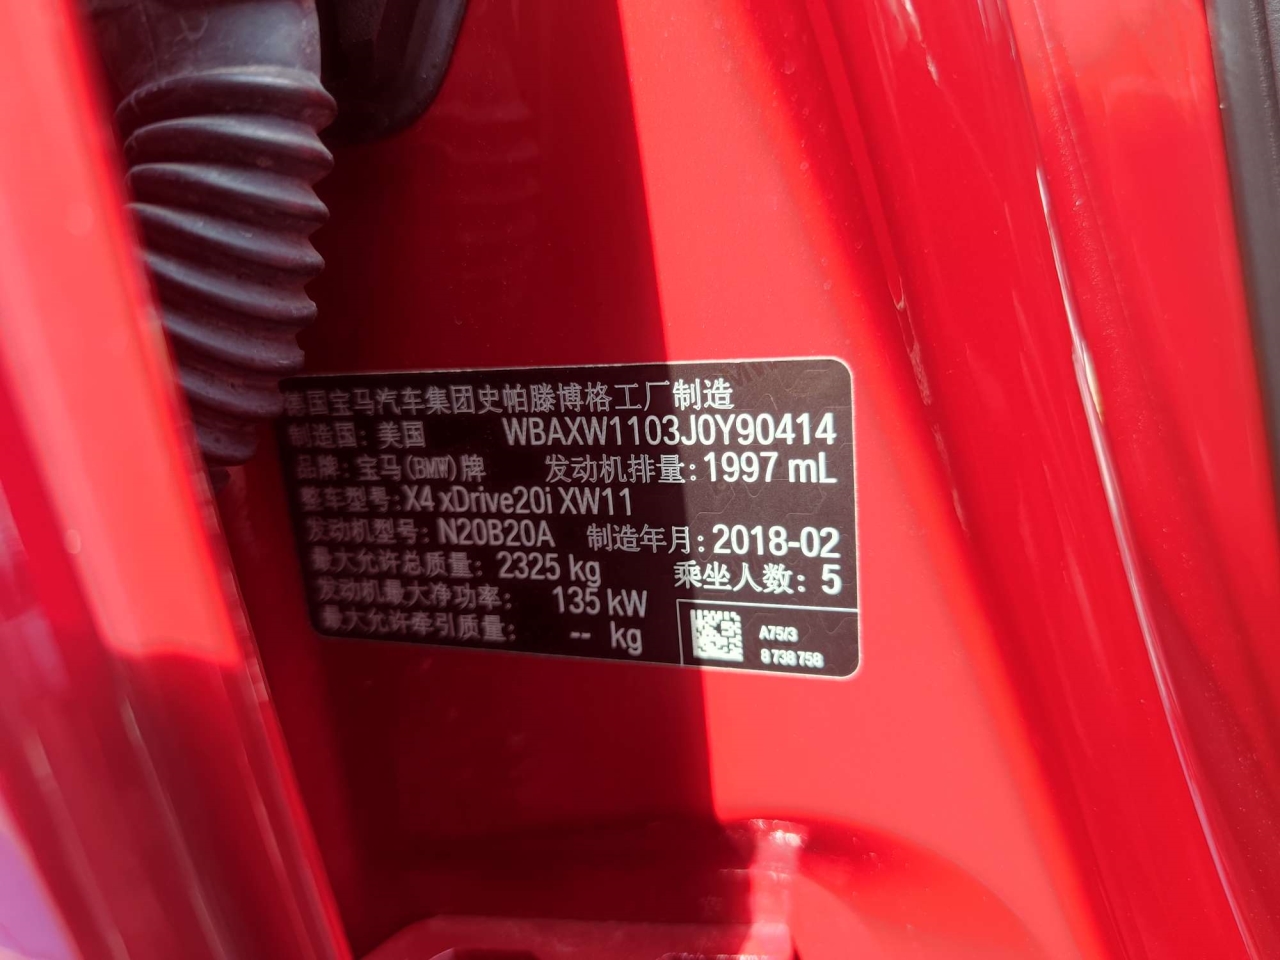 德国宝马汽车集团史帕滕博格工厂制造
制造国: 美国 WBAXW1103J0Y90414
品牌: 宝马(BMW)牌 发动机排量: 1997 mL
整车型号: X4 xDrive20i XW11
发动机型号: N20B20A 制造年月: 2018-02
最大允许总质量: 2325 kg 乘坐人数: 5
发动机最大净功率: 135 kW
最大允许牵引质量: -- kg
A75/3
8 738 758